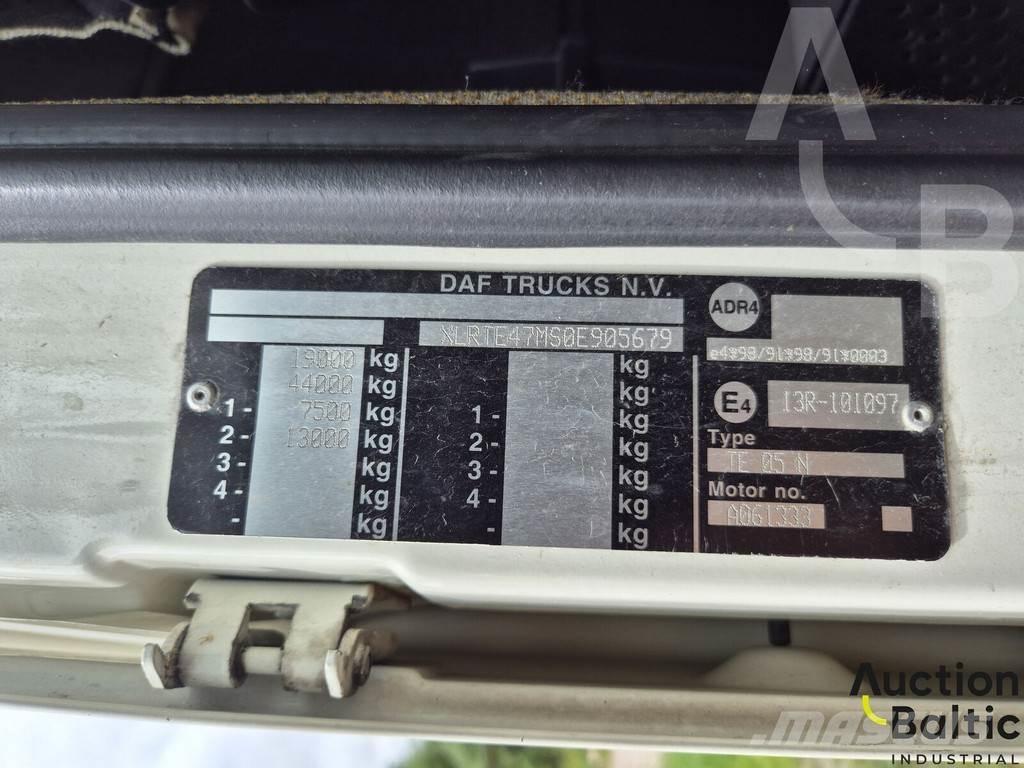 DAF TRUCKS N.V.
XLRTE47MS0E905679
19000 kg kg
44000 kg kg
1- 7500 kg 1- kg
2- 13000 kg 2- kg
3- kg 3- kg
4- kg 4- kg
- kg - kg
ADR4
e4*98/91*98/91*0003
E4 13R-101097
Type
TE 05 N
Motor no.
A061333
A
B
Auction
Baltic
INDUSTRIAL
MASCUS